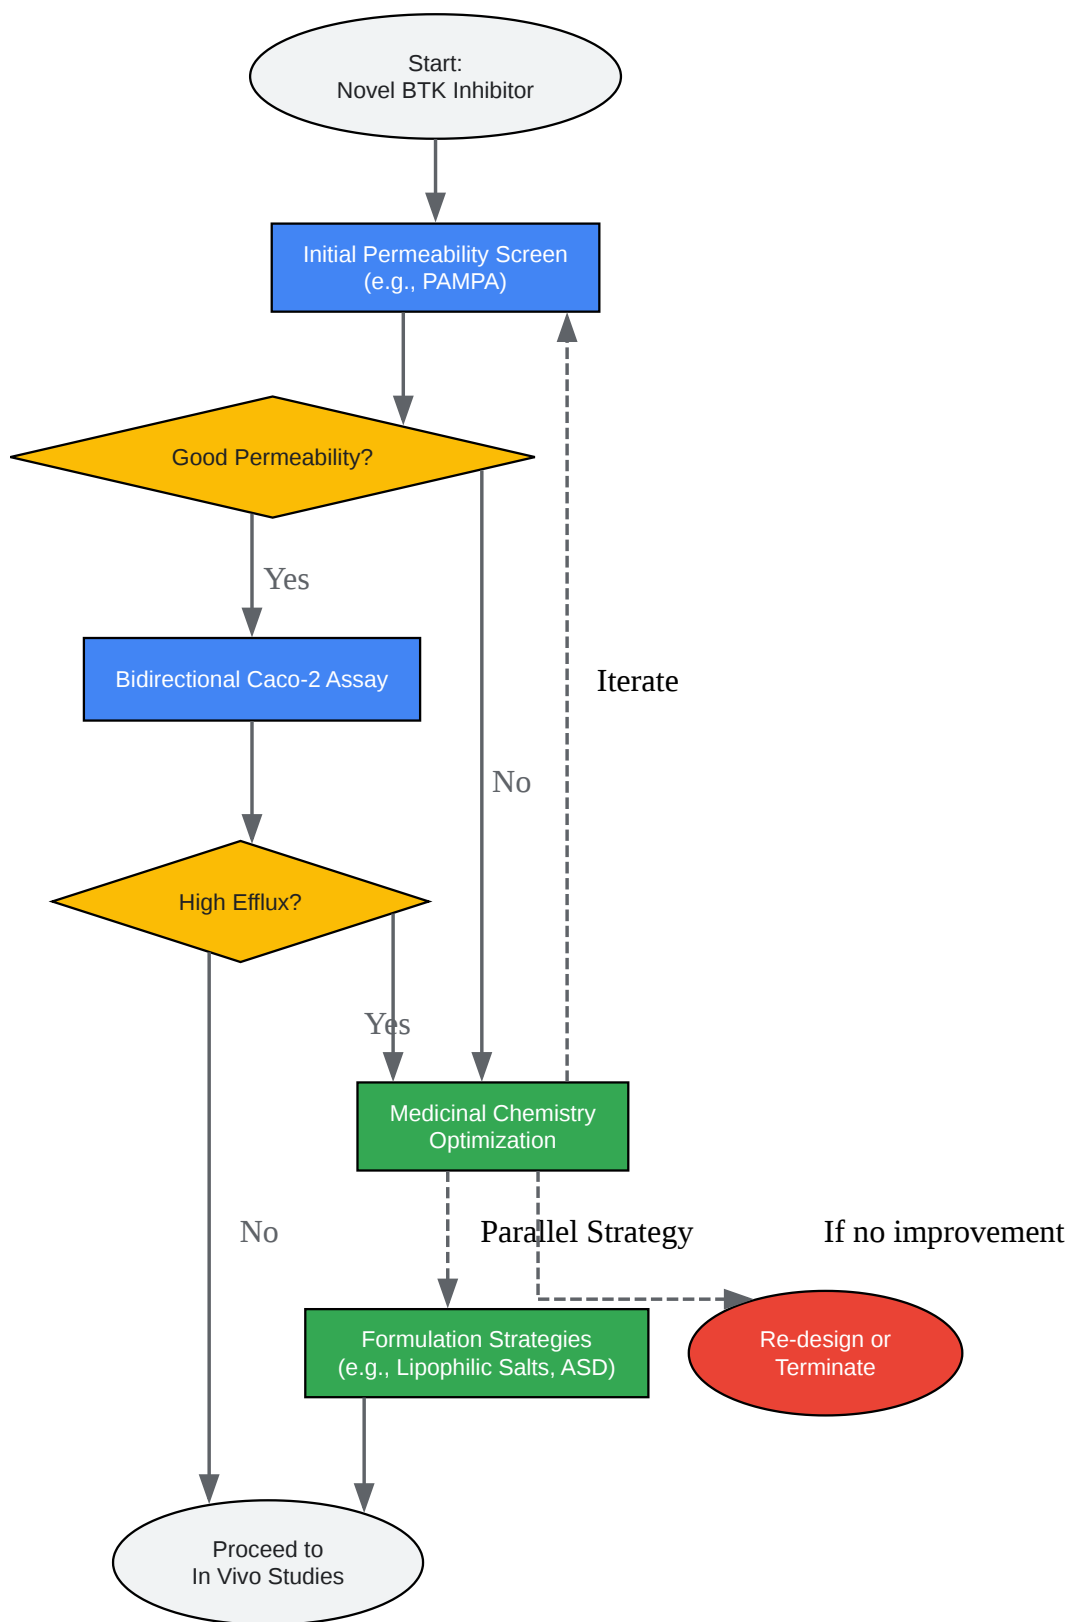 Start:
Novel BTK Inhibitor
Initial Permeability Screen
(e.g., PAMPA)
Good Permeability?
Yes
Bidirectional Caco-2 Assay
Iterate
No
High Efflux?
Yes
Medicinal Chemistry
Optimization
No
Parallel Strategy
If no improvement
Formulation Strategies
(e.g., Lipophilic Salts, ASD)
Re-design or
Terminate
Proceed to
In Vivo Studies